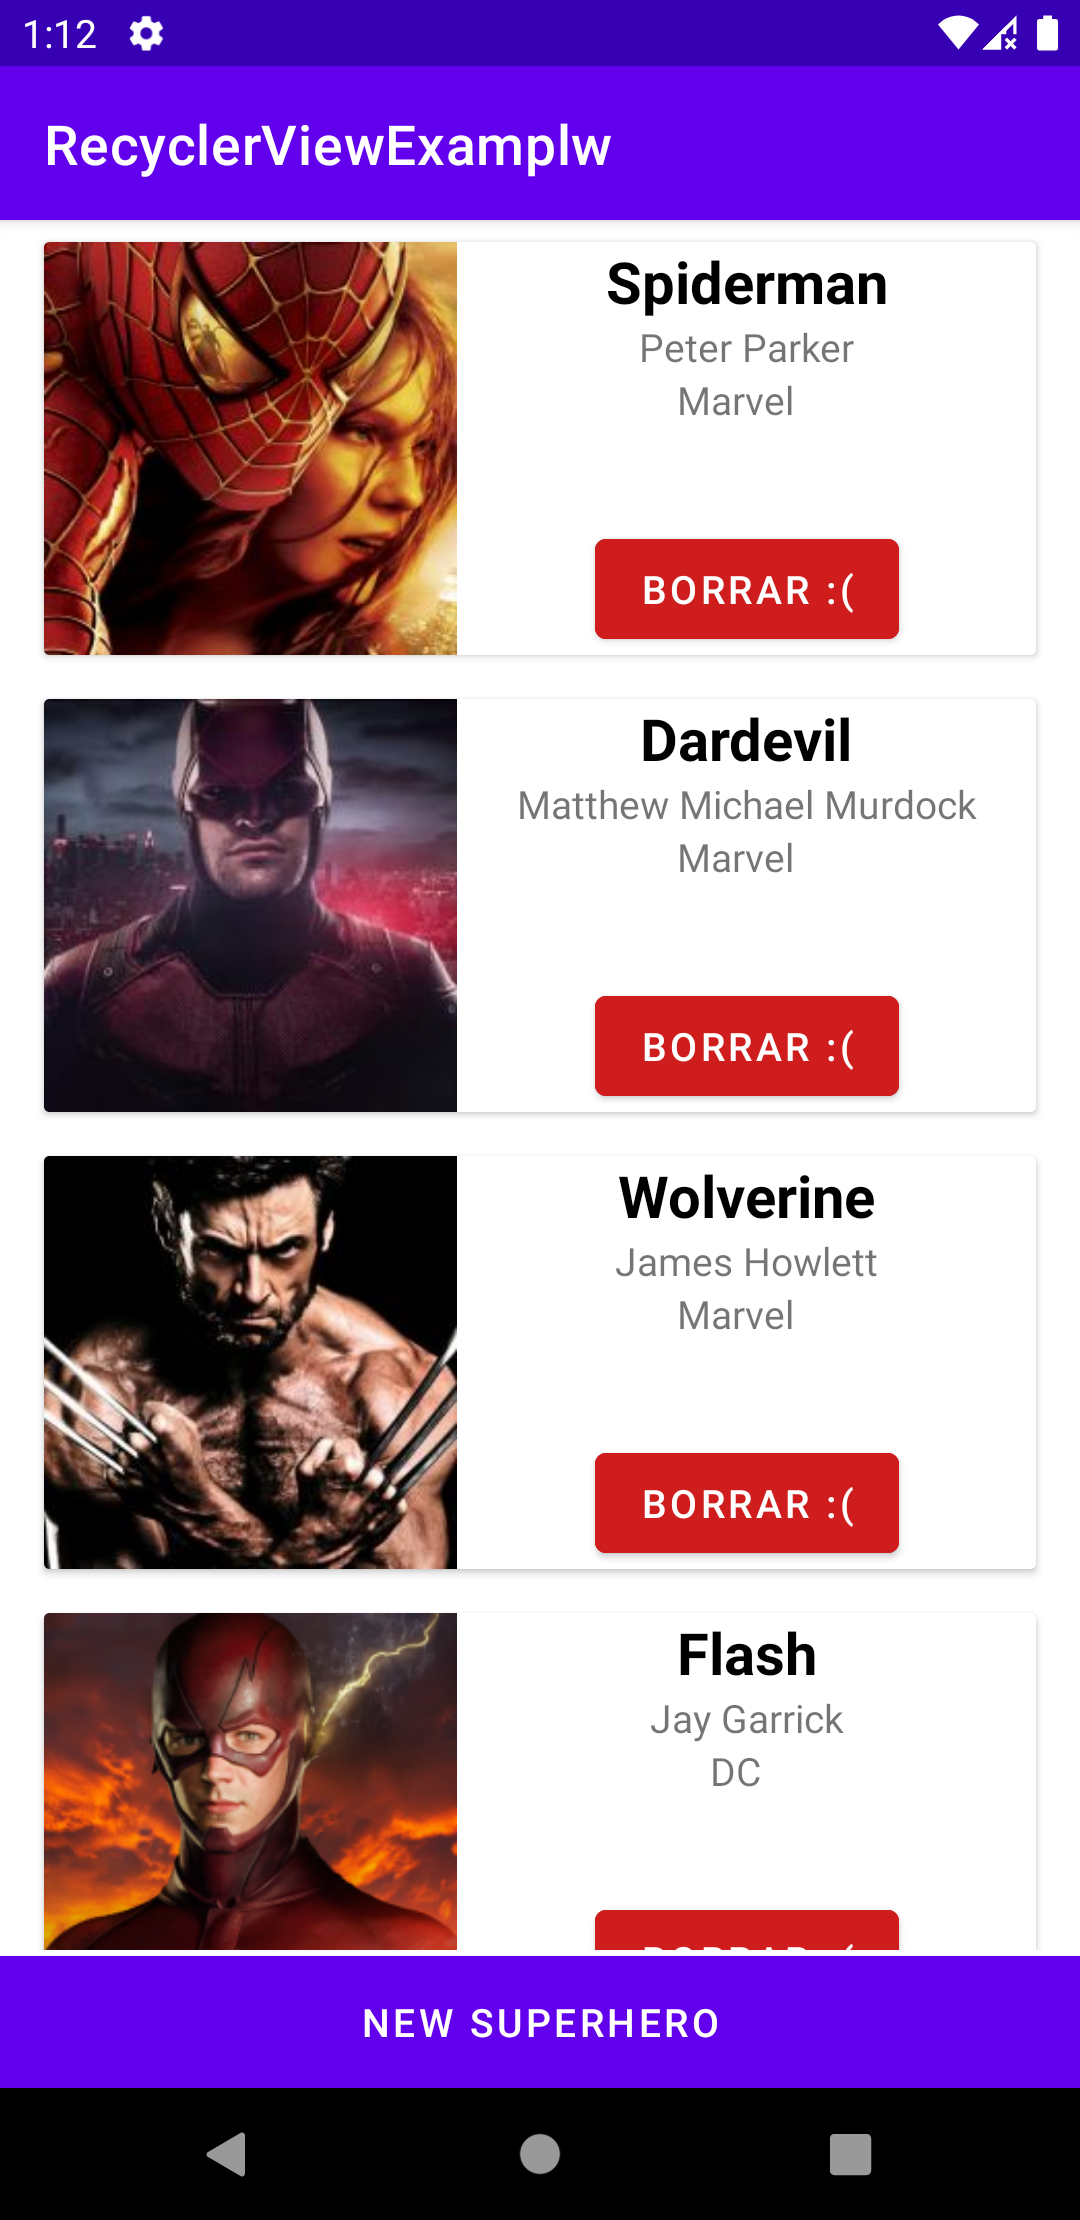 1:12
RecyclerViewExamplw
Spiderman
Peter Parker
Marvel
BORRAR :(
Dardevil
Matthew Michael Murdock
Marvel
BORRAR :(
Wolverine
James Howlett
Marvel
BORRAR :(
Flash
Jay Garrick
DC
BORRAR :(
NEW SUPERHERO